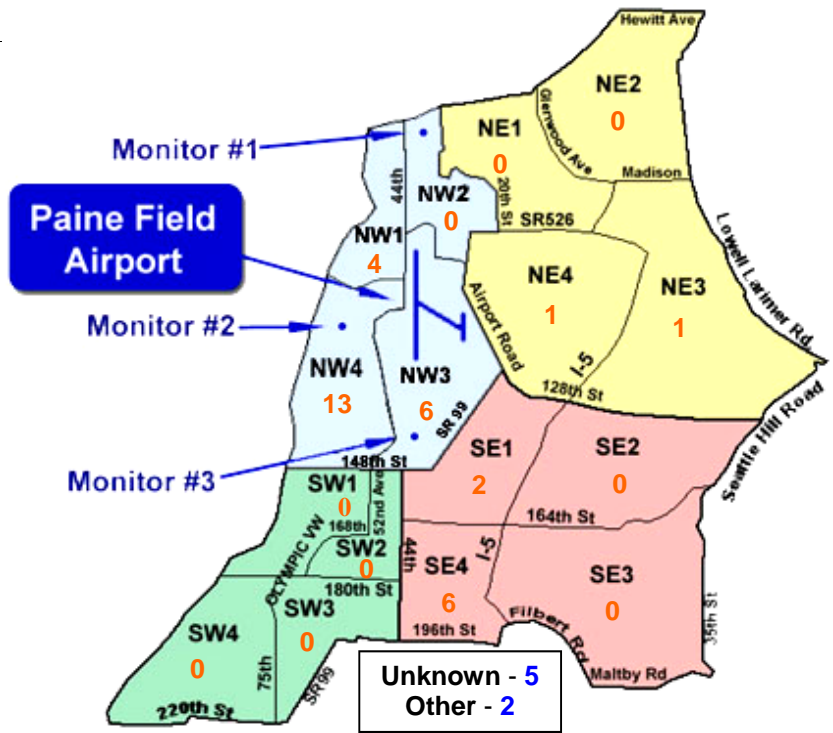 Hewitt Ave
NE2
0
Glenwood Ave
NE1
0
Monitor #1
Madison
44th
20th St
NW2
0
SR526
Paine Field
Airport
NW1
4
Lowell Larimer Rd.
NE4
1
NE3
1
Airport Road
Monitor #2
I-5
NW4
13
NW3
6
128th St
SR 99
Seattle Hill Road
Monitor #3
148th St
SE1
2
SE2
0
SW1
0
52nd Ave
168th
OLYMPIC VW
164th St
SW2
0
44th
I-5
SE4
6
SE3
0
180th St
SW3
0
SW4
0
196th St
Filbert Rd
35th St
75th
SR99
Maltby Rd
220th St
Unknown - 5
Other - 2